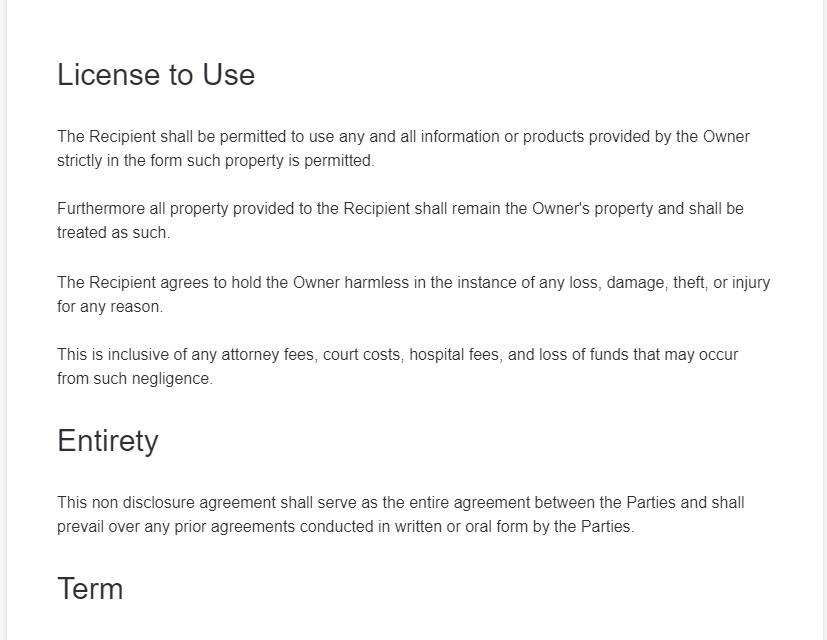 License to Use
The Recipient shall be permitted to use any and all information or products provided by the Owner
strictly in the form such property is permitted.
Furthermore all property provided to the Recipient shall remain the Owner's property and shall be
treated as such.
The Recipient agrees to hold the Owner harmless in the instance of any loss, damage, theft, or injury
for any reason.
This is inclusive of any attorney fees, court costs, hospital fees, and loss of funds that may occur
from such negligence.
Entirety
This non disclosure agreement shall serve as the entire agreement between the Parties and shall
prevail over any prior agreements conducted in written or oral form by the Parties.
Term